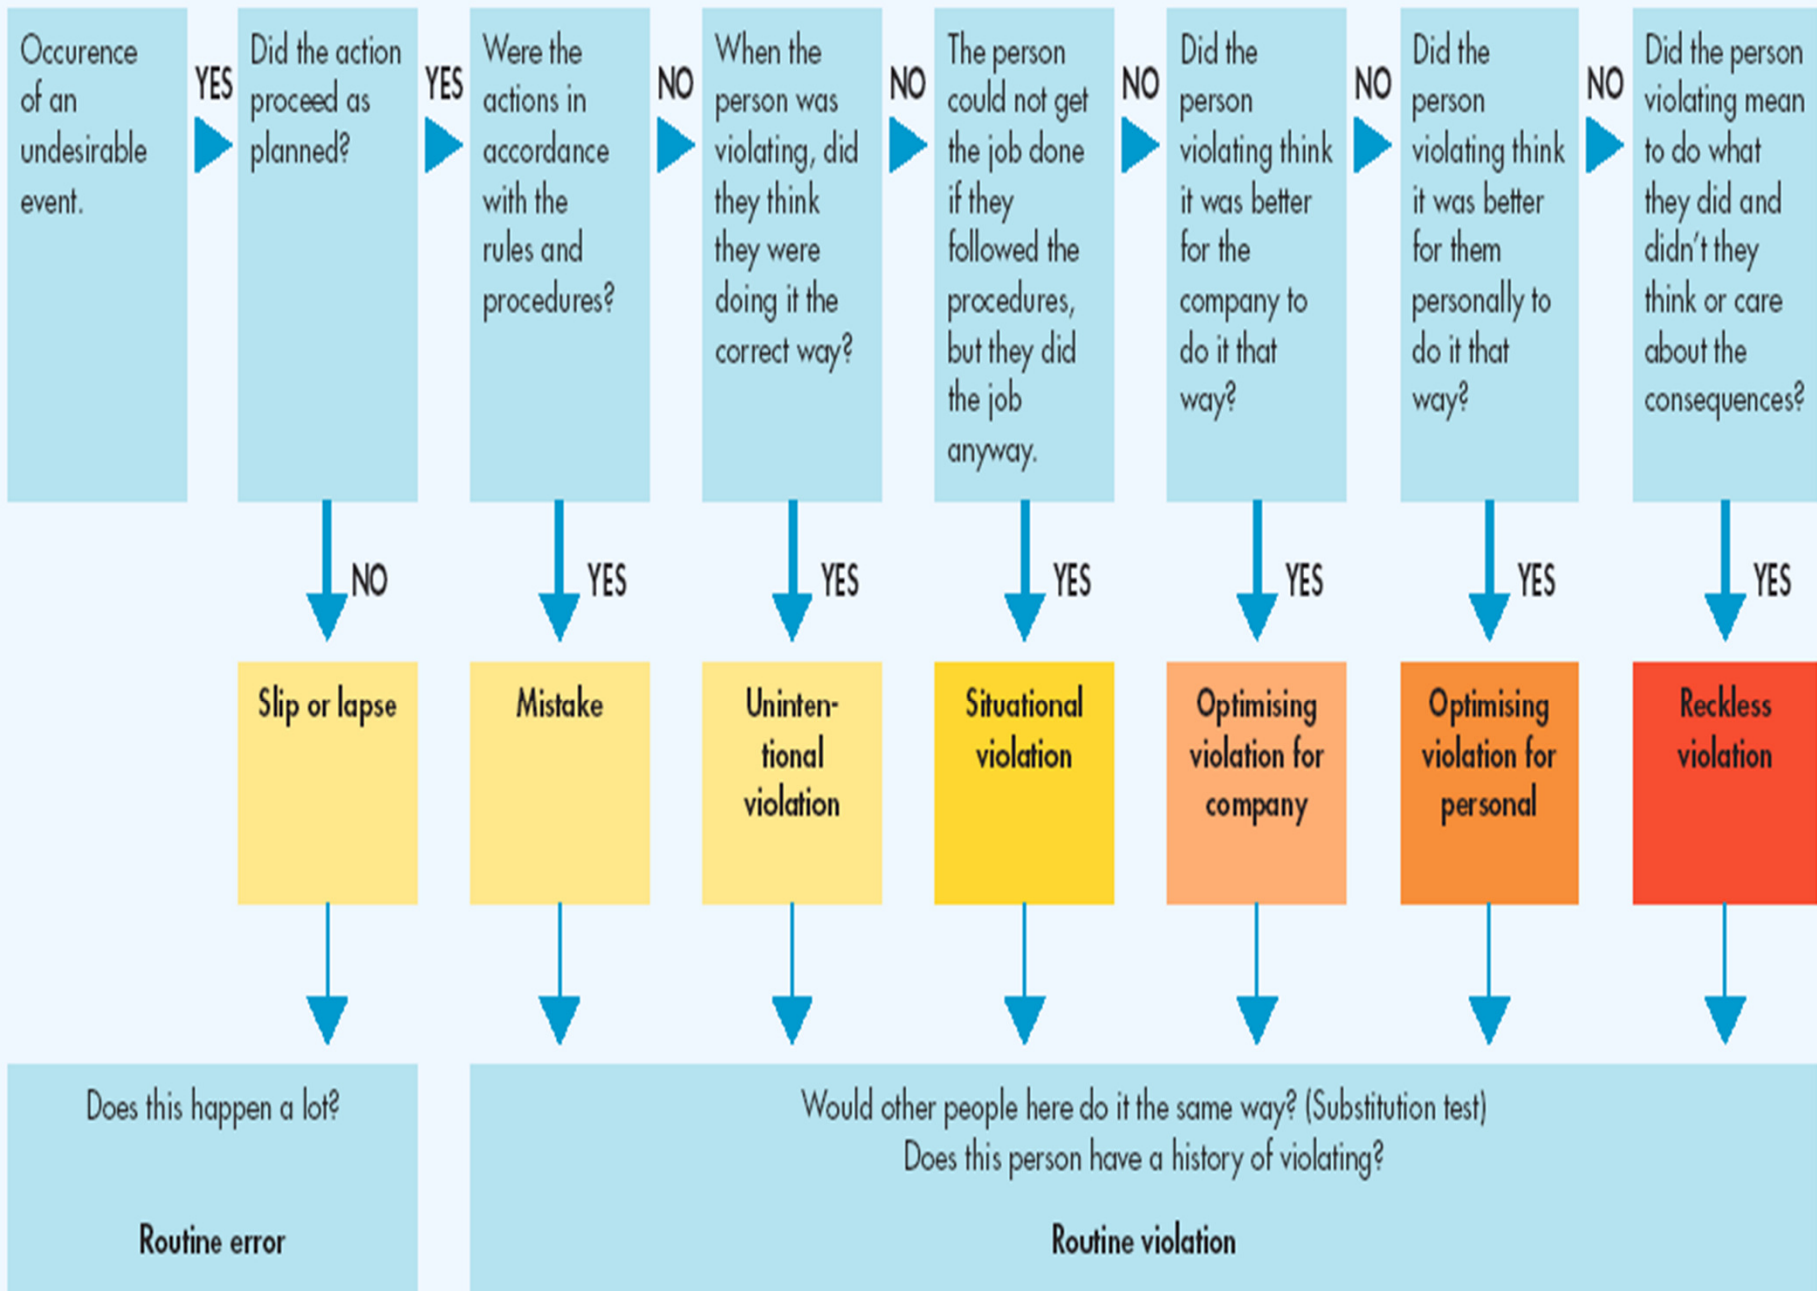 Occurence
of an
undesirable
event.
YES
Did the action
proceed as
planned?
YES
Were the
actions in
accordance
with the
rules and
procedures?
NO
When the
person was
violating, did
they think
they were
doing it the
correct way?
NO
The person
could not get
the job done
if they
followed the
procedures,
but they did
the job
anyway.
NO
Did the
person
violating think
it was better
for the
company to
do it that
way?
NO
Did the
person
violating think
it was better
for them
personally to
do it that
way?
NO
Did the person
violating mean
to do what
they did and
didn't they
think or care
about the
consequences?
NO
YES
YES
YES
YES
YES
YES
Slip or lapse
Mistake
Uninten-
tional
violation
Situational
violation
Optimising
violation for
company
Optimising
violation for
personal
Reckless
violation
Does this happen a lot?
Routine error
Would other people here do it the same way? (Substitution test)
Does this person have a history of violating?
Routine violation